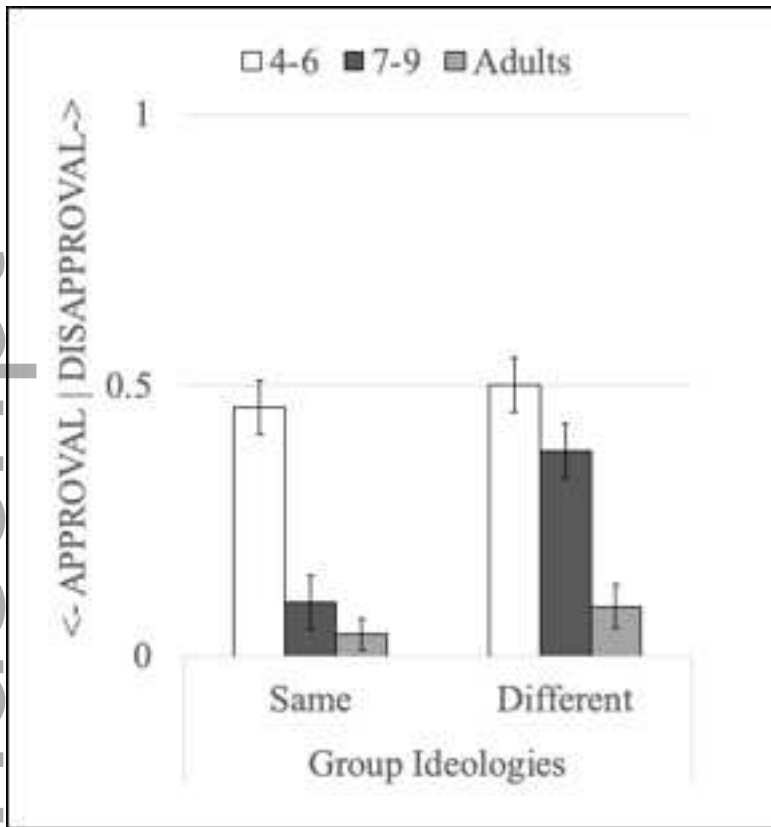 4-6 7-9 Adults
<- APPROVAL | DISAPPROVAL->
1
0.5
0
Same Different
Group Ideologies